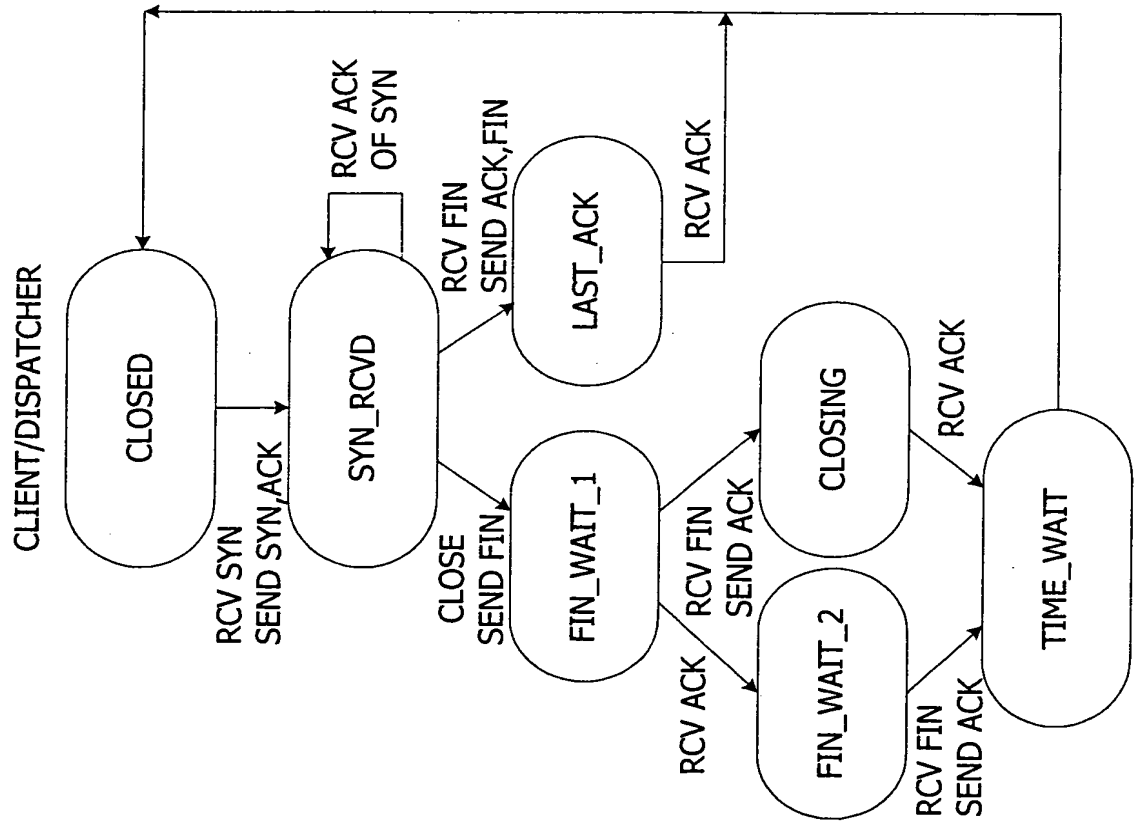 CLIENT/DISPATCHER
CLOSED
RCV SYN
SEND SYN,ACK
SYN_RCVD
RCV ACK
OF SYN
CLOSE
SEND FIN
RCV FIN
SEND ACK,FIN
FIN_WAIT_1
LAST_ACK
RCV ACK
RCV FIN
SEND ACK
RCV ACK
FIN_WAIT_2
CLOSING
RCV FIN
SEND ACK
RCV ACK
TIME_WAIT